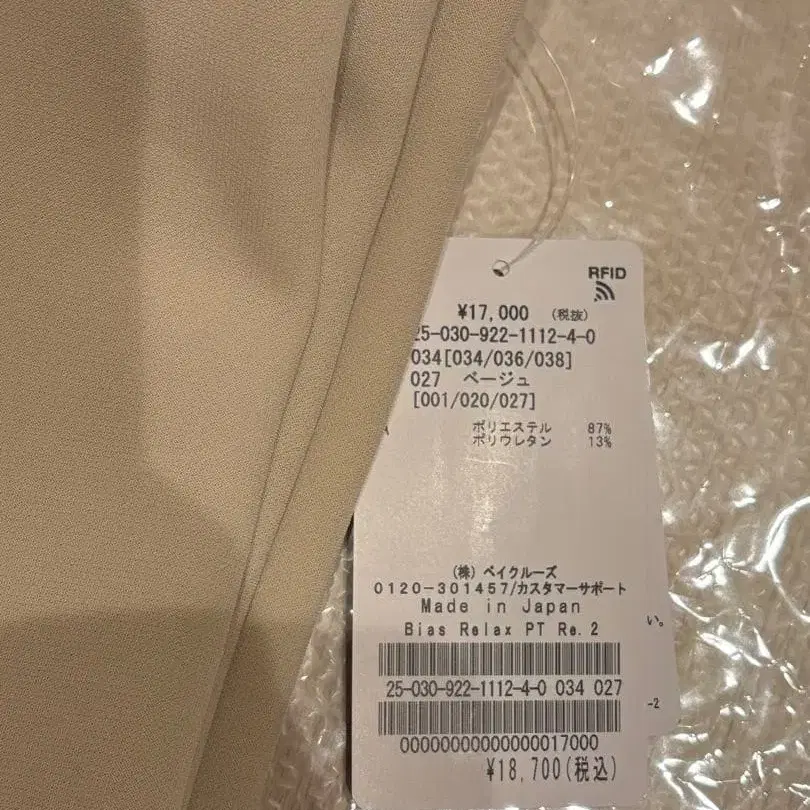 RFID
¥17,000 (税抜)
25-030-922-1112-4-0
034[034/036/038]
027 ベージュ
[001/020/027]
ポリエステル 87%
ポリウレタン 13%
(株) ベイクルーズ
0120-301457/カスタマーサポート
Made in Japan
Bias Relax PT Re.2
い。
25-030-922-1112-4-0 034 027
-2
00000000000000017000
¥18,700(税込)